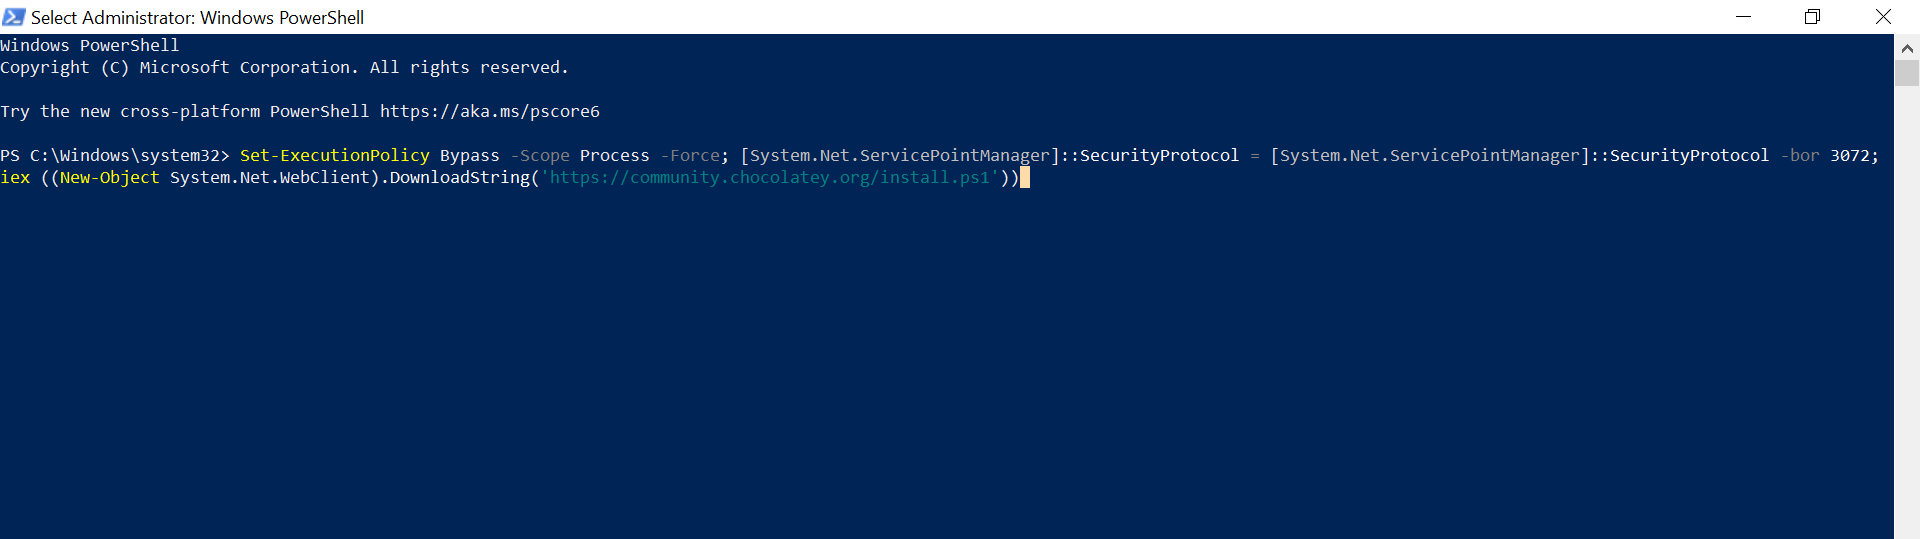 Select Administrator: Windows PowerShell
Windows PowerShell
Copyright (C) Microsoft Corporation. All rights reserved.
Try the new cross-platform PowerShell https://aka.ms/pscore6
PS C:\Windows\system32> Set-ExecutionPolicy Bypass -Scope Process -Force; [System.Net.ServicePointManager]::SecurityProtocol = [System.Net.ServicePointManager]::SecurityProtocol -bor 3072;
iex ((New-Object System.Net.WebClient).DownloadString('https://community.chocolatey.org/install.ps1'))